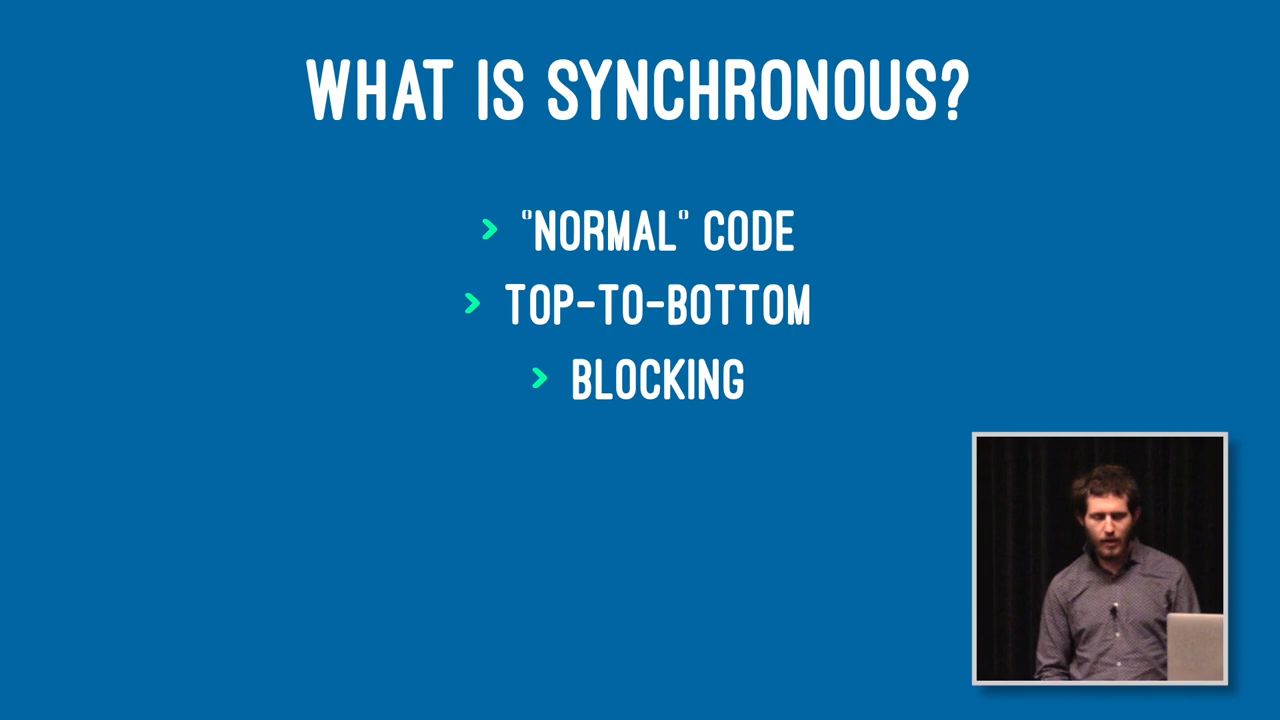 WHAT IS SYNCHRONOUS?
> "NORMAL" CODE
> TOP-TO-BOTTOM
> BLOCKING